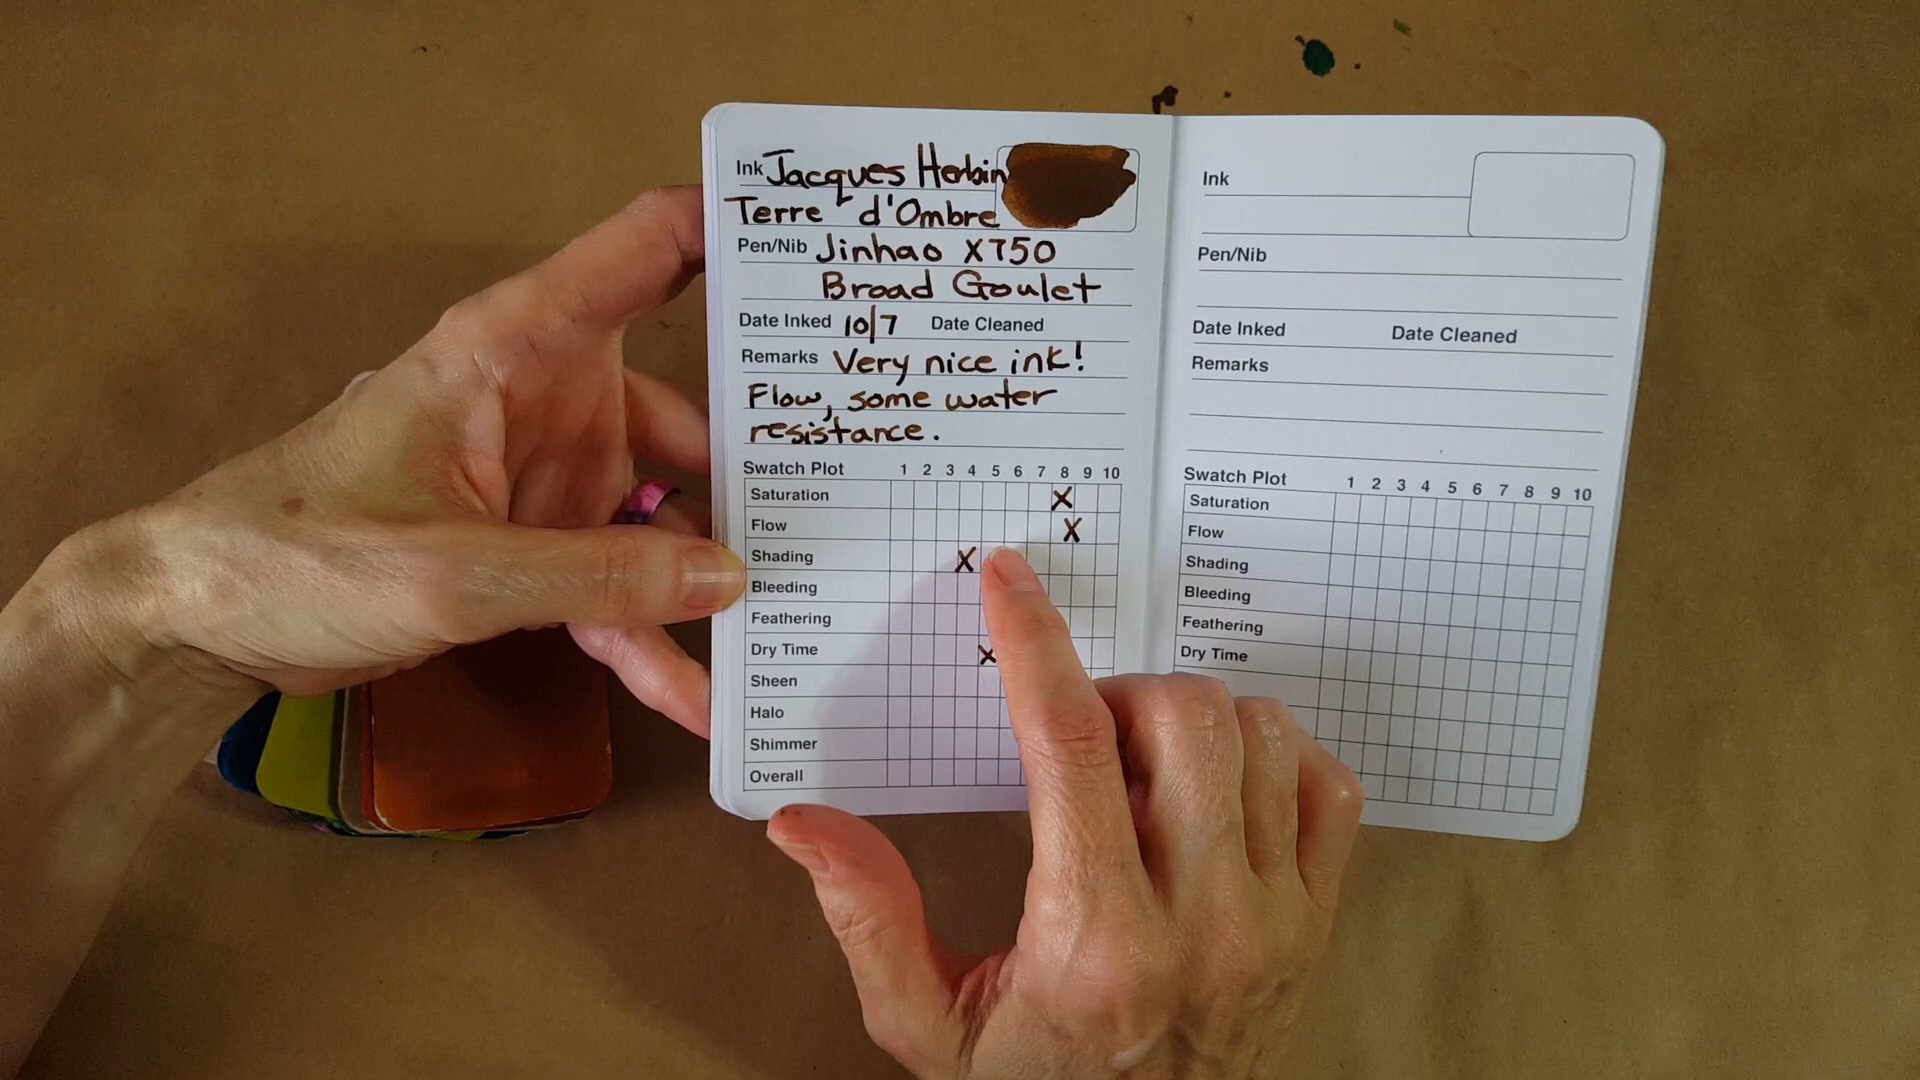 Ink Jacques Herbin
Terre d'Ombre
Pen/Nib Jinhao X750
Broad Goulet
Date Inked 10/7 Date Cleaned
Remarks Very nice ink!
Flow, some water
resistance.
Swatch Plot 1 2 3 4 5 6 7 8 9 10
Saturation X
Flow X
Shading X
Bleeding
Feathering
Dry Time X
Sheen
Halo
Shimmer
Overall
Ink
Pen/Nib
Date Inked Date Cleaned
Remarks
Swatch Plot 1 2 3 4 5 6 7 8 9 10
Saturation
Flow
Shading
Bleeding
Feathering
Dry Time